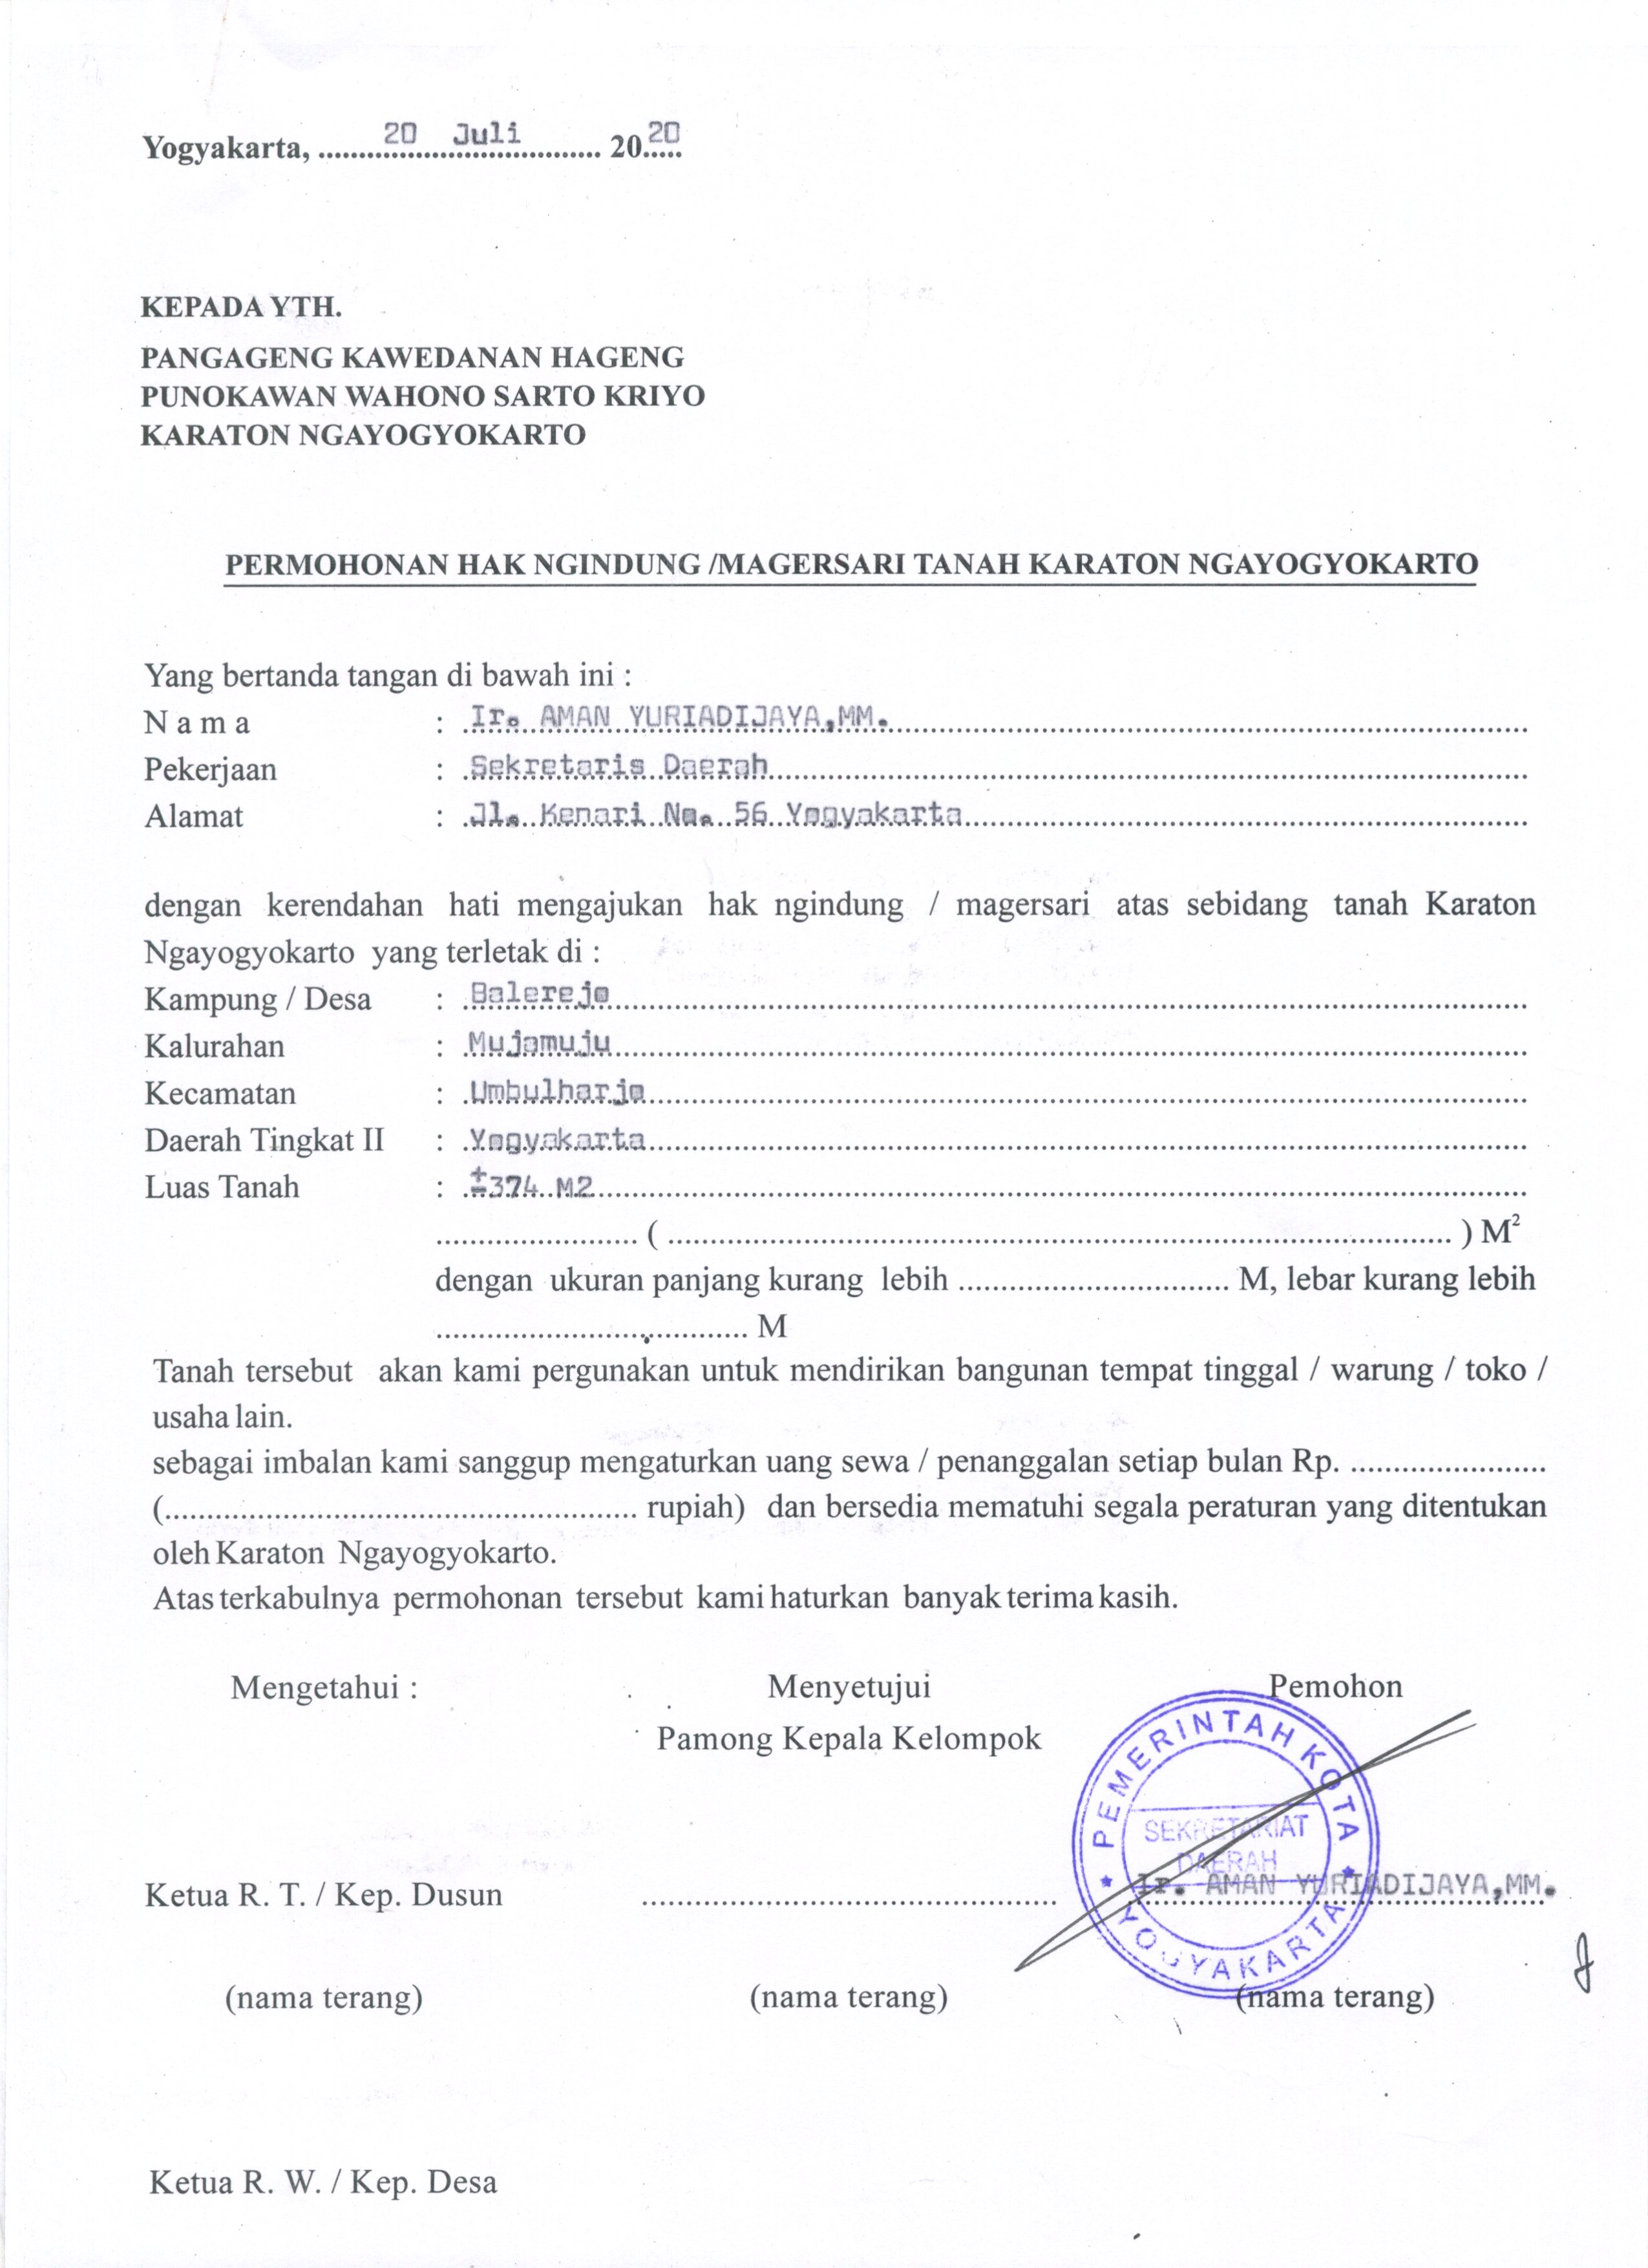 Yogyakarta, ..... 20 Juli ..... 2020
KEPADA YTH.
PANGAGENG KAWEDANAN HAGENG
PUNOKAWAN WAHONO SARTO KRIYO
KARATON NGAYOGYOKARTO
PERMOHONAN HAK NGINDUNG /MAGERSARI TANAH KARATON NGAYOGYOKARTO
Yang bertanda tangan di bawah ini :
N a m a : Ir. AMAN YURIADIJAYA,MM.
Pekerjaan : Sekretaris Daerah
Alamat : Jl. Kenari No. 56 Yogyakarta
dengan kerendahan hati mengajukan hak ngindung / magersari atas sebidang tanah Karaton
Ngayogyokarto yang terletak di :
Kampung / Desa : Balerejo
Kalurahan : Mujamuju
Kecamatan : Umbulharjo
Daerah Tingkat II : Yogyakarta
Luas Tanah : ±374 M2
..... ( ..... ) M²
dengan ukuran panjang kurang lebih ..... M, lebar kurang lebih
..... M
Tanah tersebut akan kami pergunakan untuk mendirikan bangunan tempat tinggal / warung / toko /
usaha lain.
sebagai imbalan kami sanggup mengaturkan uang sewa / penanggalan setiap bulan Rp. .....
(..... rupiah) dan bersedia mematuhi segala peraturan yang ditentukan
oleh Karaton Ngayogyokarto.
Atas terkabulnya permohonan tersebut kami haturkan banyak terima kasih.
Mengetahui : Menyetujui Pemohon
Pamong Kepala Kelompok
PEMERINTAH KOTA
SEKRETARIAT
DAERAH
YOGYAKARTA
Ketua R. T. / Kep. Dusun ..... Ir. AMAN YURIADIJAYA,MM.
(nama terang) (nama terang) (nama terang)
Ketua R. W. / Kep. Desa